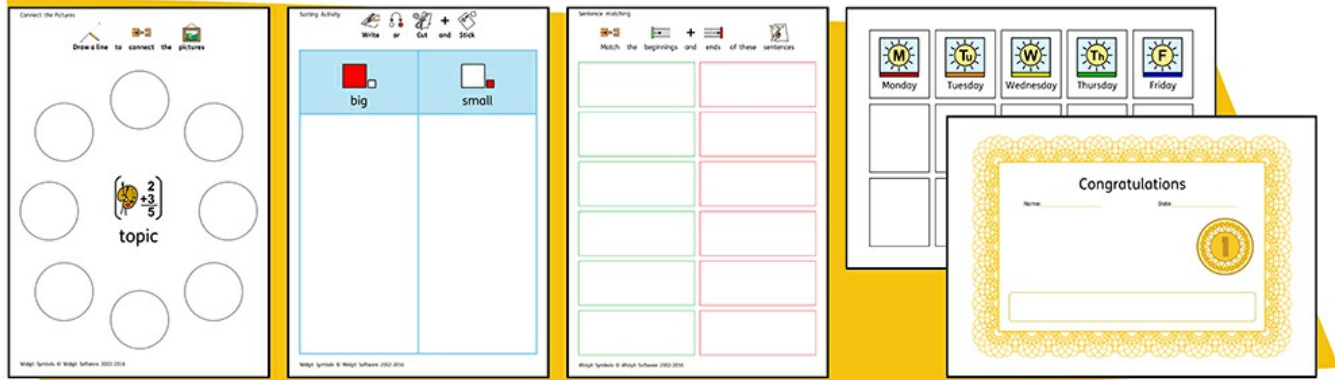 Connect the Pictures
Draw a line to connect the pictures
2
+3
5
topic
Widgit Symbols © Widgit Software 2002-2016
Sorting Activity
Write or Cut and Stick
+
big
small
Widgit Symbols © Widgit Software 2002-2016
Sentence matching
+
Match the beginnings and ends of these sentences
Widgit Symbols © Widgit Software 2002-2016
M Tu W Th F
Monday Tuesday Wednesday Thursday Friday
Congratulations
Name: Date:
1